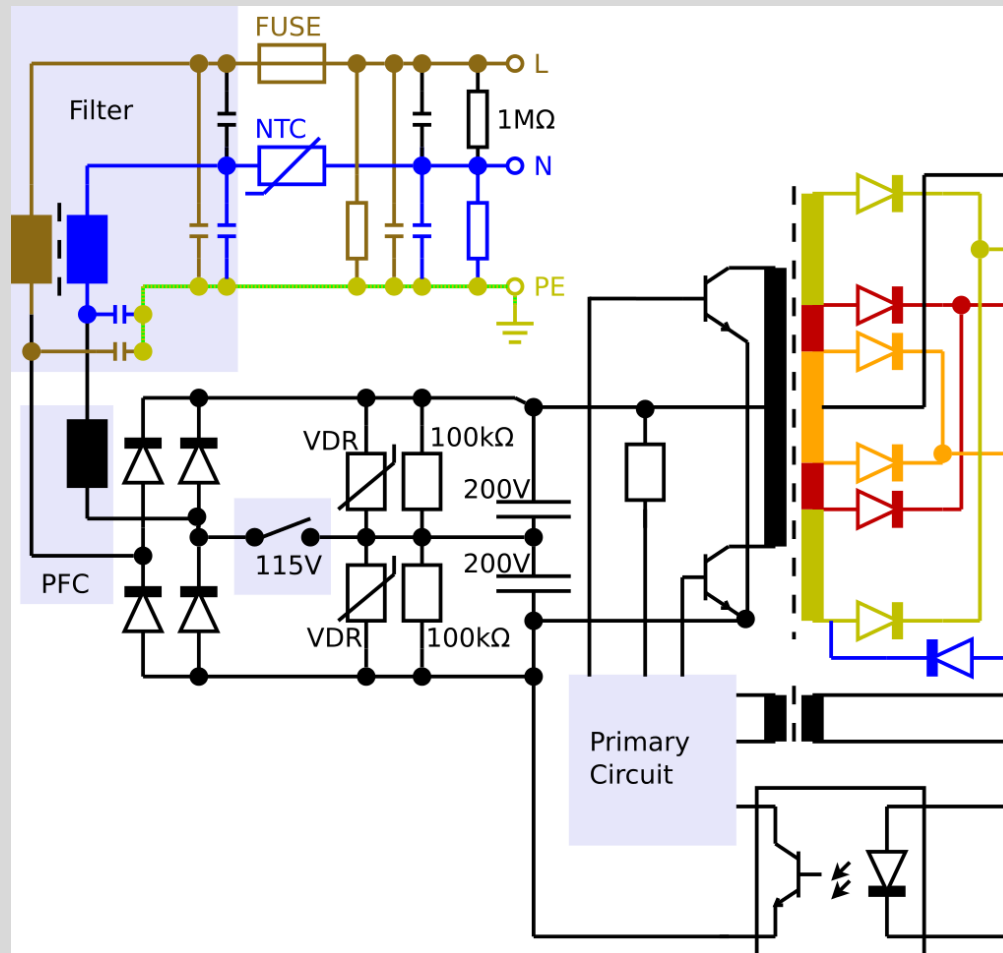 FUSE
L
Filter
1MΩ
NTC
N
PE
VDR
100kΩ
200V
115V
200V
PFC
VDR
100kΩ
Primary
Circuit